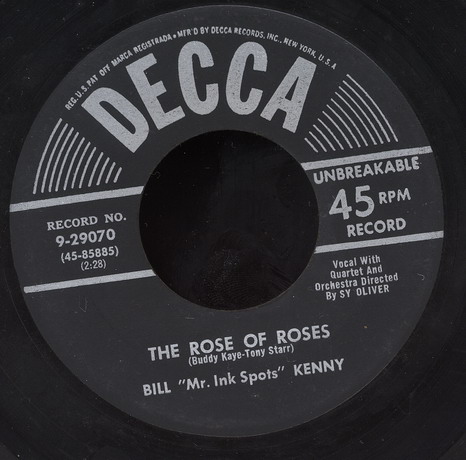 REG. U.S. PAT OFF MARCA REGISTRADA • MF'D BY DECCA RECORDS, INC., NEW YORK, U.S.A
DECCA
RECORD NO.
9-29070
(45-85885)
(2:28)
UNBREAKABLE
45 RPM
RECORD
Vocal With
Quartet And
Orchestra Directed
By SY OLIVER
THE ROSE OF ROSES
(Buddy Kaye-Tony Starr)
BILL "Mr. Ink Spots" KENNY